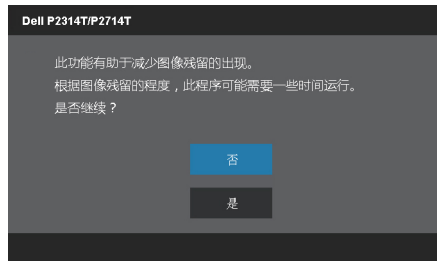 Dell P2314T/P2714T
此功能有助于减少图像残留的出现。
根据图像残留的程度，此程序可能需要一些时间运行。
是否继续？
否
是